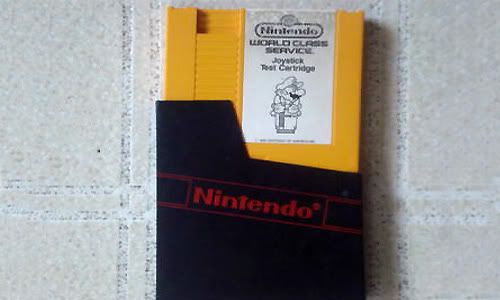 Nintendo
WORLD CLASS
SERVICE
Joystick
Test Cartridge
Nintendo®